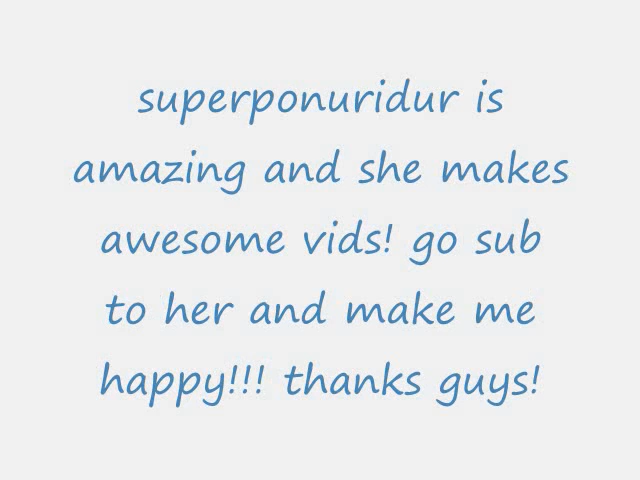 superponuridur is
amazing and she makes
awesome vids! go sub
to her and make me
happy!!! thanks guys!